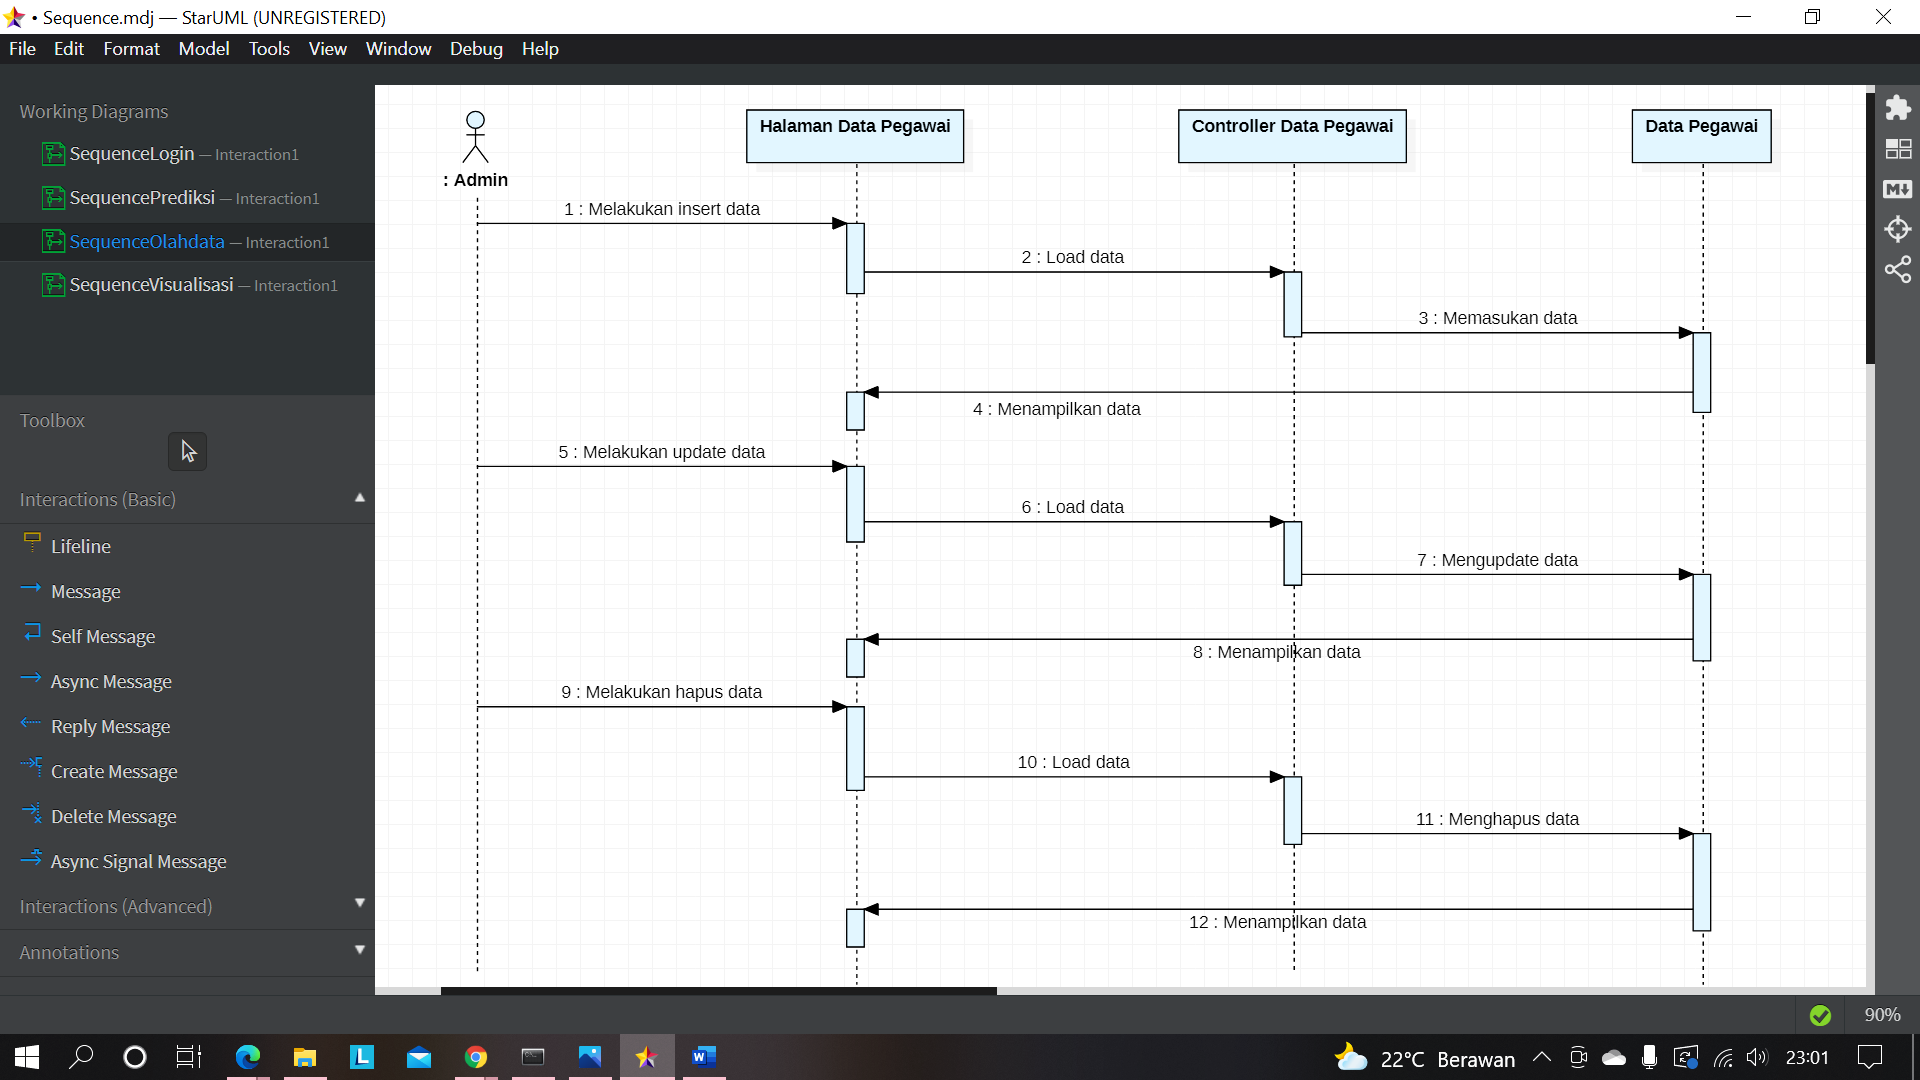 • Sequence.mdj — StarUML (UNREGISTERED)
File Edit Format Model Tools View Window Debug Help
Working Diagrams
SequenceLogin — Interaction1
SequencePrediksi — Interaction1
SequenceOlahdata — Interaction1
SequenceVisualisasi — Interaction1
Toolbox
Interactions (Basic)
Lifeline
Message
Self Message
Async Message
Reply Message
Create Message
Delete Message
Async Signal Message
Interactions (Advanced)
Annotations
: Admin
Halaman Data Pegawai
Controller Data Pegawai
Data Pegawai
1 : Melakukan insert data
2 : Load data
3 : Memasukan data
4 : Menampilkan data
5 : Melakukan update data
6 : Load data
7 : Mengupdate data
8 : Menampilkan data
9 : Melakukan hapus data
10 : Load data
11 : Menghapus data
12 : Menampilkan data
M
90%
L
W
22°C Berawan
23:01